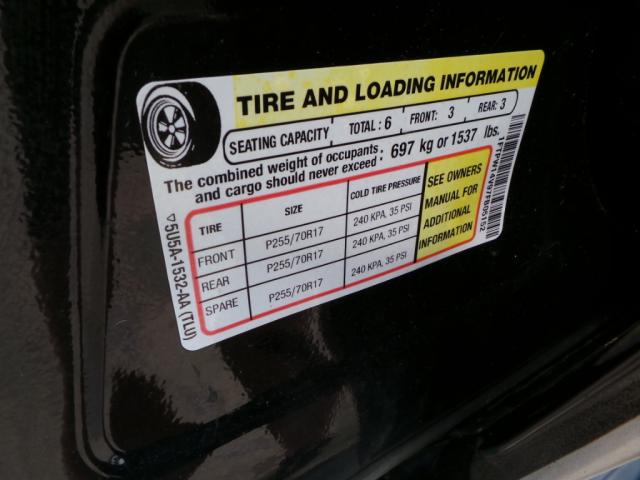 TIRE AND LOADING INFORMATION
SEATING CAPACITY TOTAL : 6 FRONT: 3 REAR: 3
The combined weight of occupants
and cargo should never exceed : 697 kg or 1537 lbs.
TIRE SIZE COLD TIRE PRESSURE
FRONT P255/70R17 240 KPA, 35 PSI
REAR P255/70R17 240 KPA, 35 PSI
SPARE P255/70R17 240 KPA, 35 PSI
SEE OWNERS
MANUAL FOR
ADDITIONAL
INFORMATION
5U5A-1532-AA (TLU)